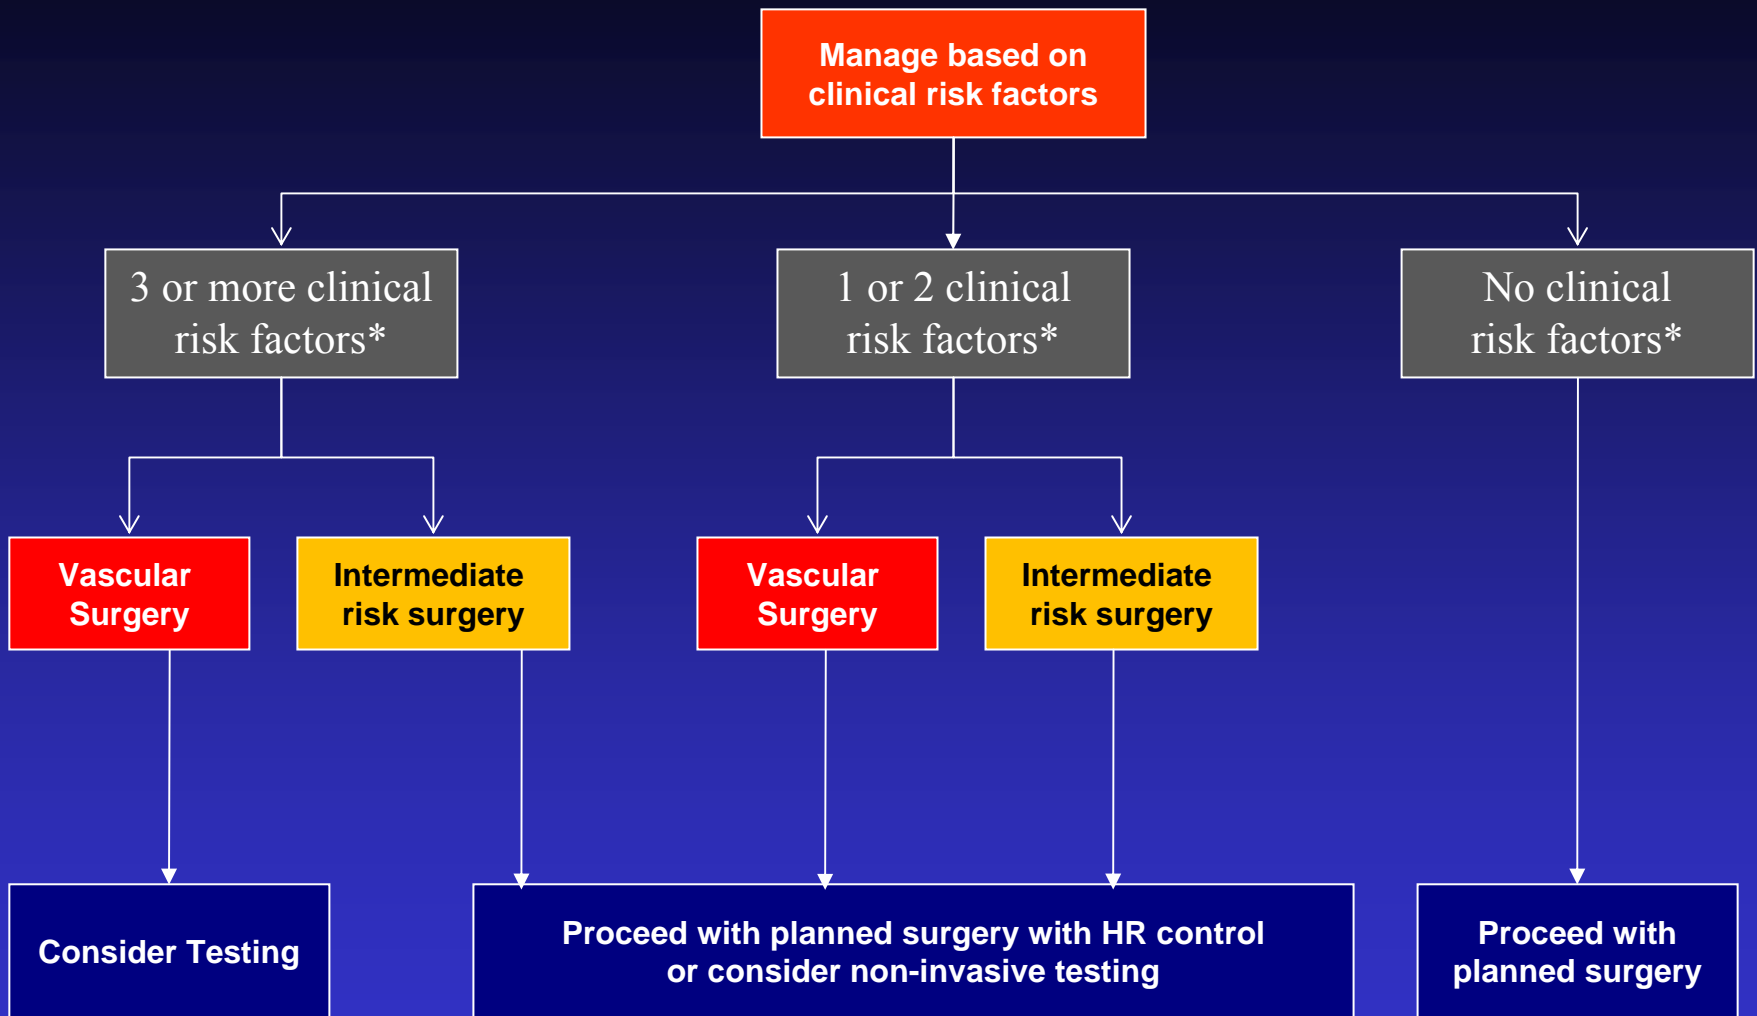 Manage based on
clinical risk factors
3 or more clinical
risk factors*
1 or 2 clinical
risk factors*
No clinical
risk factors*
Vascular
Surgery
Intermediate
risk surgery
Vascular
Surgery
Intermediate
risk surgery
Consider Testing
Proceed with planned surgery with HR control
or consider non-invasive testing
Proceed with
planned surgery